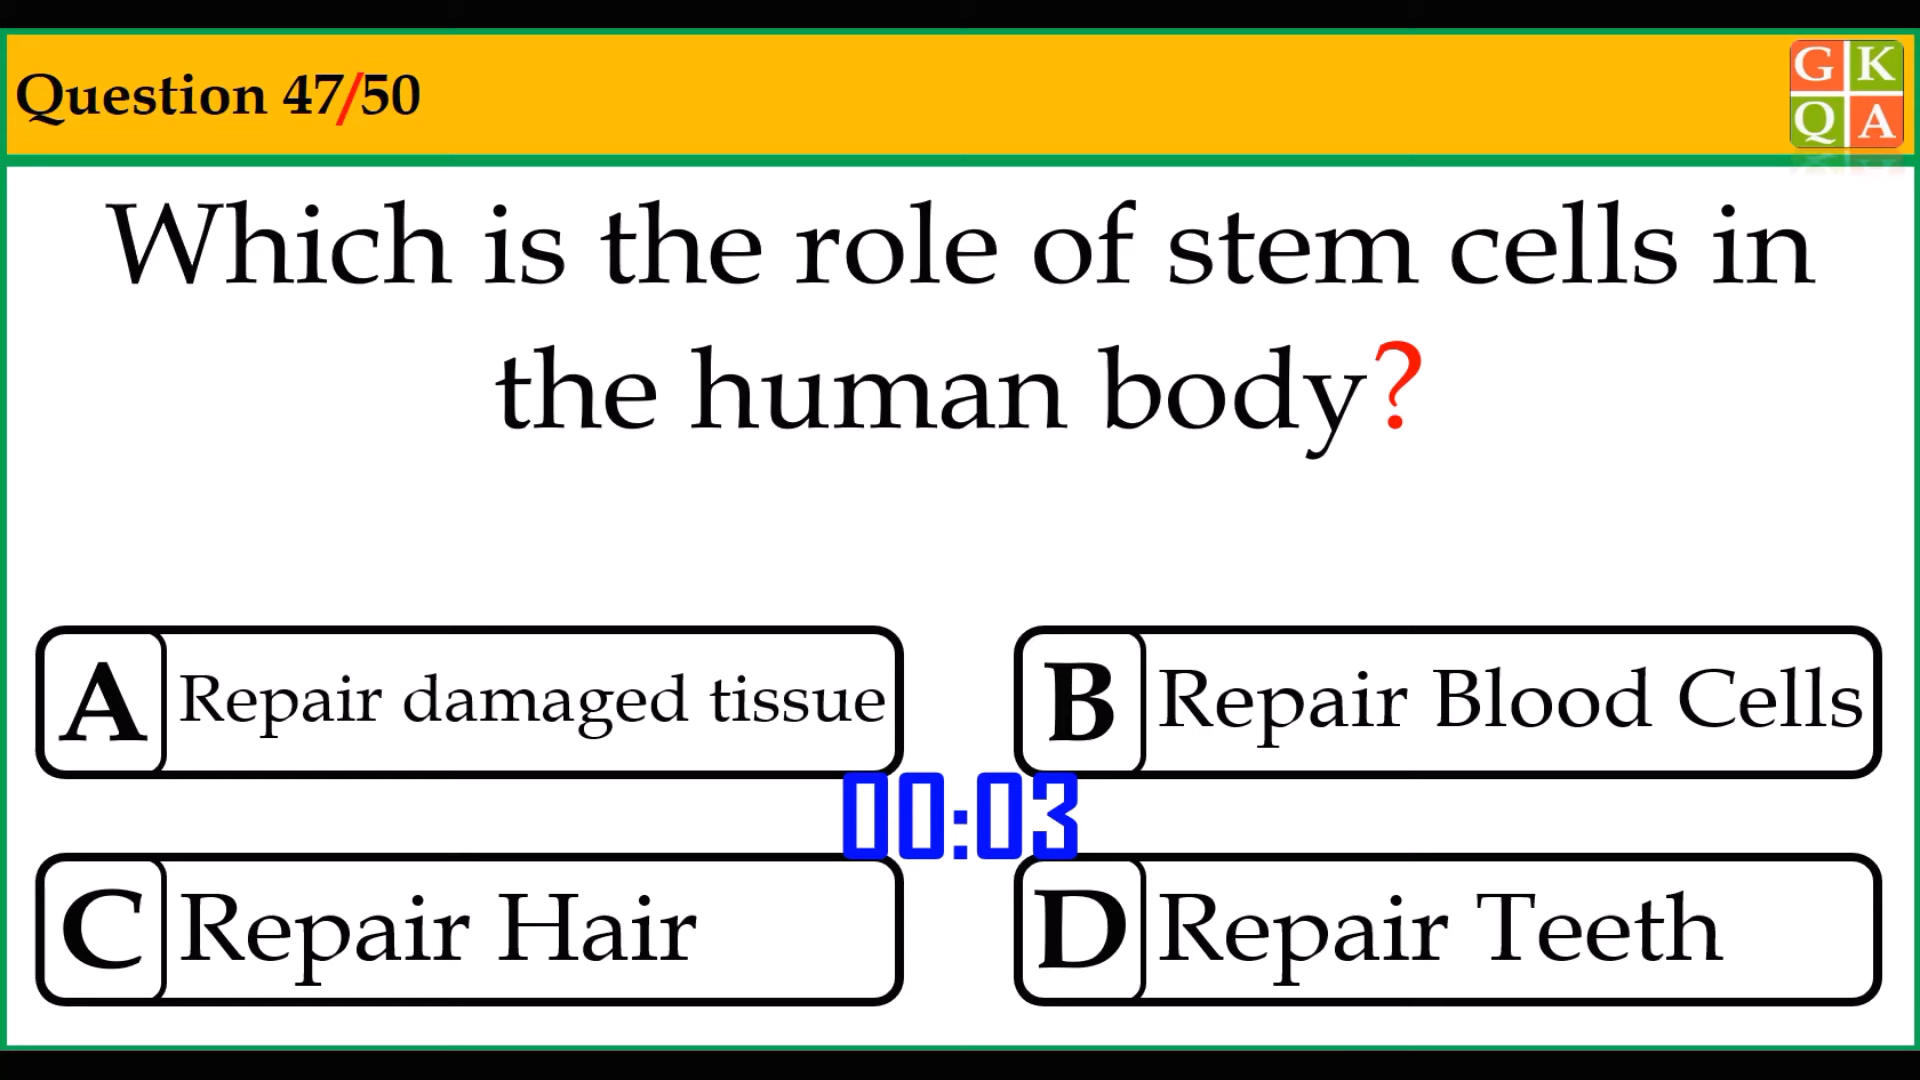 Question 47/50
G K
Q A
Which is the role of stem cells in
the human body?
A Repair damaged tissue
B Repair Blood Cells
00:03
C Repair Hair
D Repair Teeth